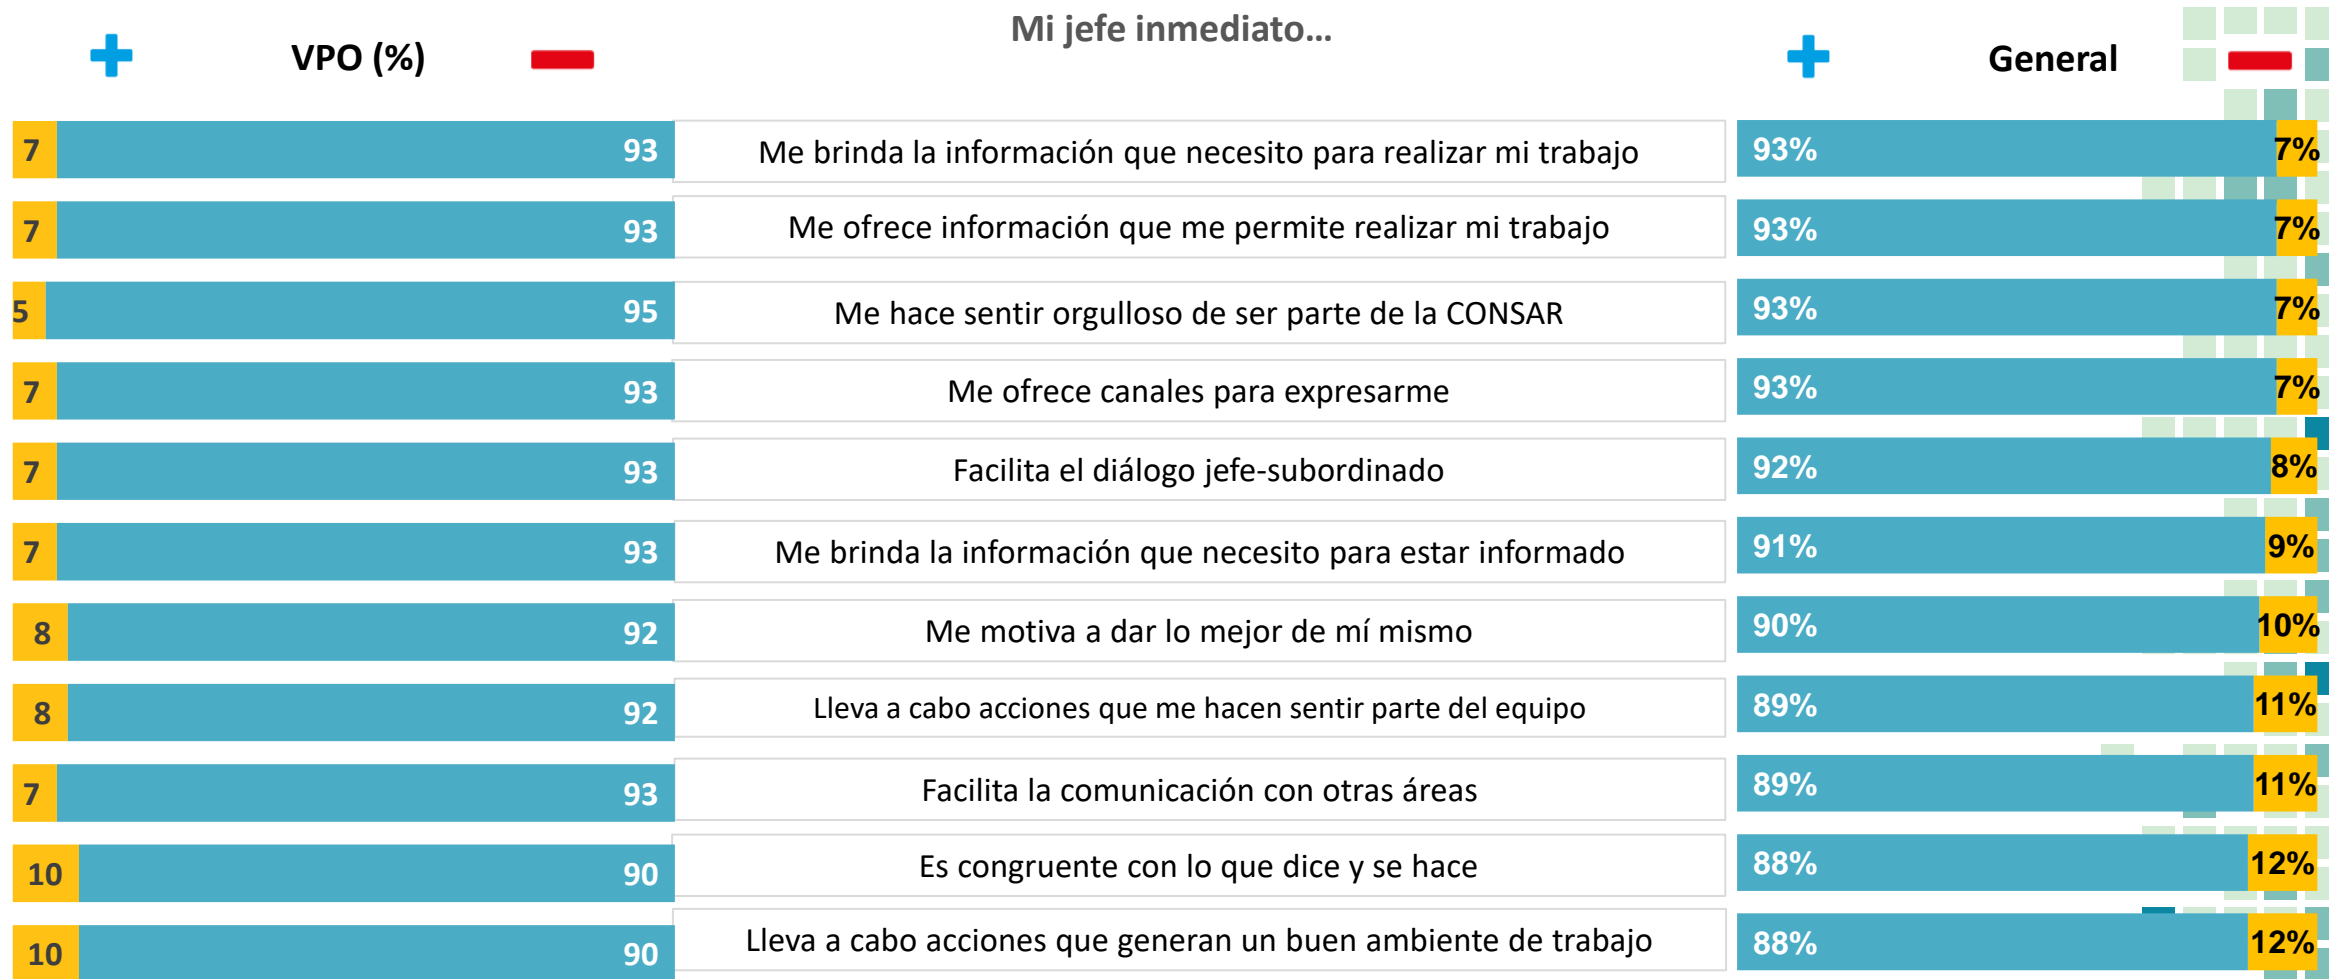 Mi jefe inmediato...
VPO (%)
General
7 93 Me brinda la información que necesito para realizar mi trabajo 93% 7%
7 93 Me ofrece información que me permite realizar mi trabajo 93% 7%
5 95 Me hace sentir orgulloso de ser parte de la CONSAR 93% 7%
7 93 Me ofrece canales para expresarme 93% 7%
7 93 Facilita el diálogo jefe-subordinado 92% 8%
7 93 Me brinda la información que necesito para estar informado 91% 9%
8 92 Me motiva a dar lo mejor de mí mismo 90% 10%
8 92 Lleva a cabo acciones que me hacen sentir parte del equipo 89% 11%
7 93 Facilita la comunicación con otras áreas 89% 11%
10 90 Es congruente con lo que dice y se hace 88% 12%
10 90 Lleva a cabo acciones que generan un buen ambiente de trabajo 88% 12%